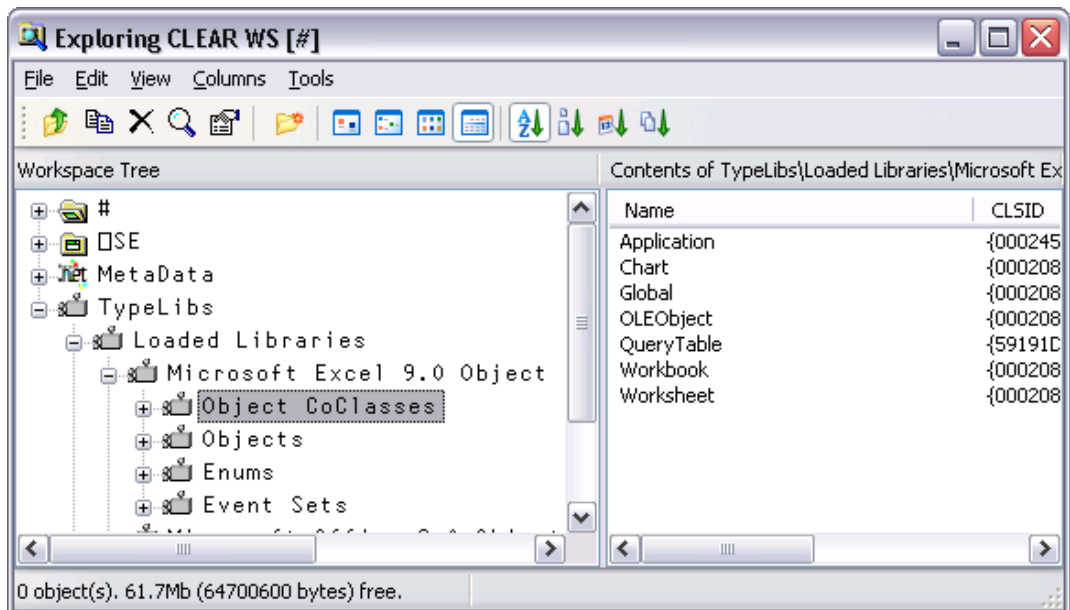 Exploring CLEAR WS [#]
File Edit View Columns Tools
Workspace Tree
#
⎕SE
MetaData
TypeLibs
Loaded Libraries
Microsoft Excel 9.0 Object
Object CoClasses
Objects
Enums
Event Sets
Contents of TypeLibs\Loaded Libraries\Microsoft Ex
Name CLSID
Application {000245
Chart {000208
Global {000208
OLEObject {000208
QueryTable {59191D
Workbook {000208
Worksheet {000208
0 object(s). 61.7Mb (64700600 bytes) free.